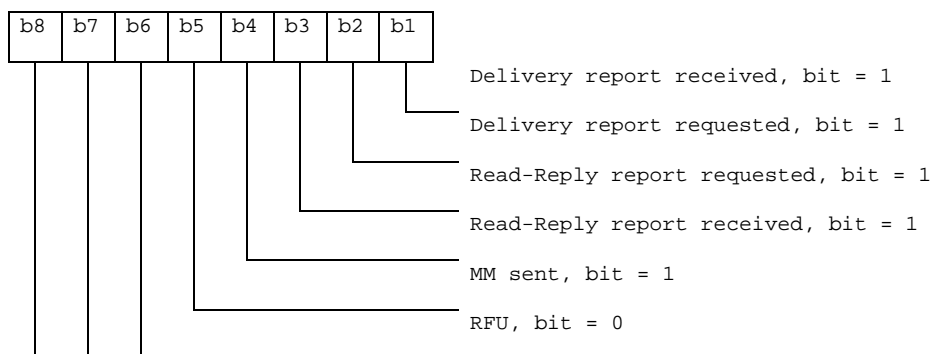 b8 b7 b6 b5 b4 b3 b2 b1
Delivery report received, bit = 1
Delivery report requested, bit = 1
Read-Reply report requested, bit = 1
Read-Reply report received, bit = 1
MM sent, bit = 1
RFU, bit = 0